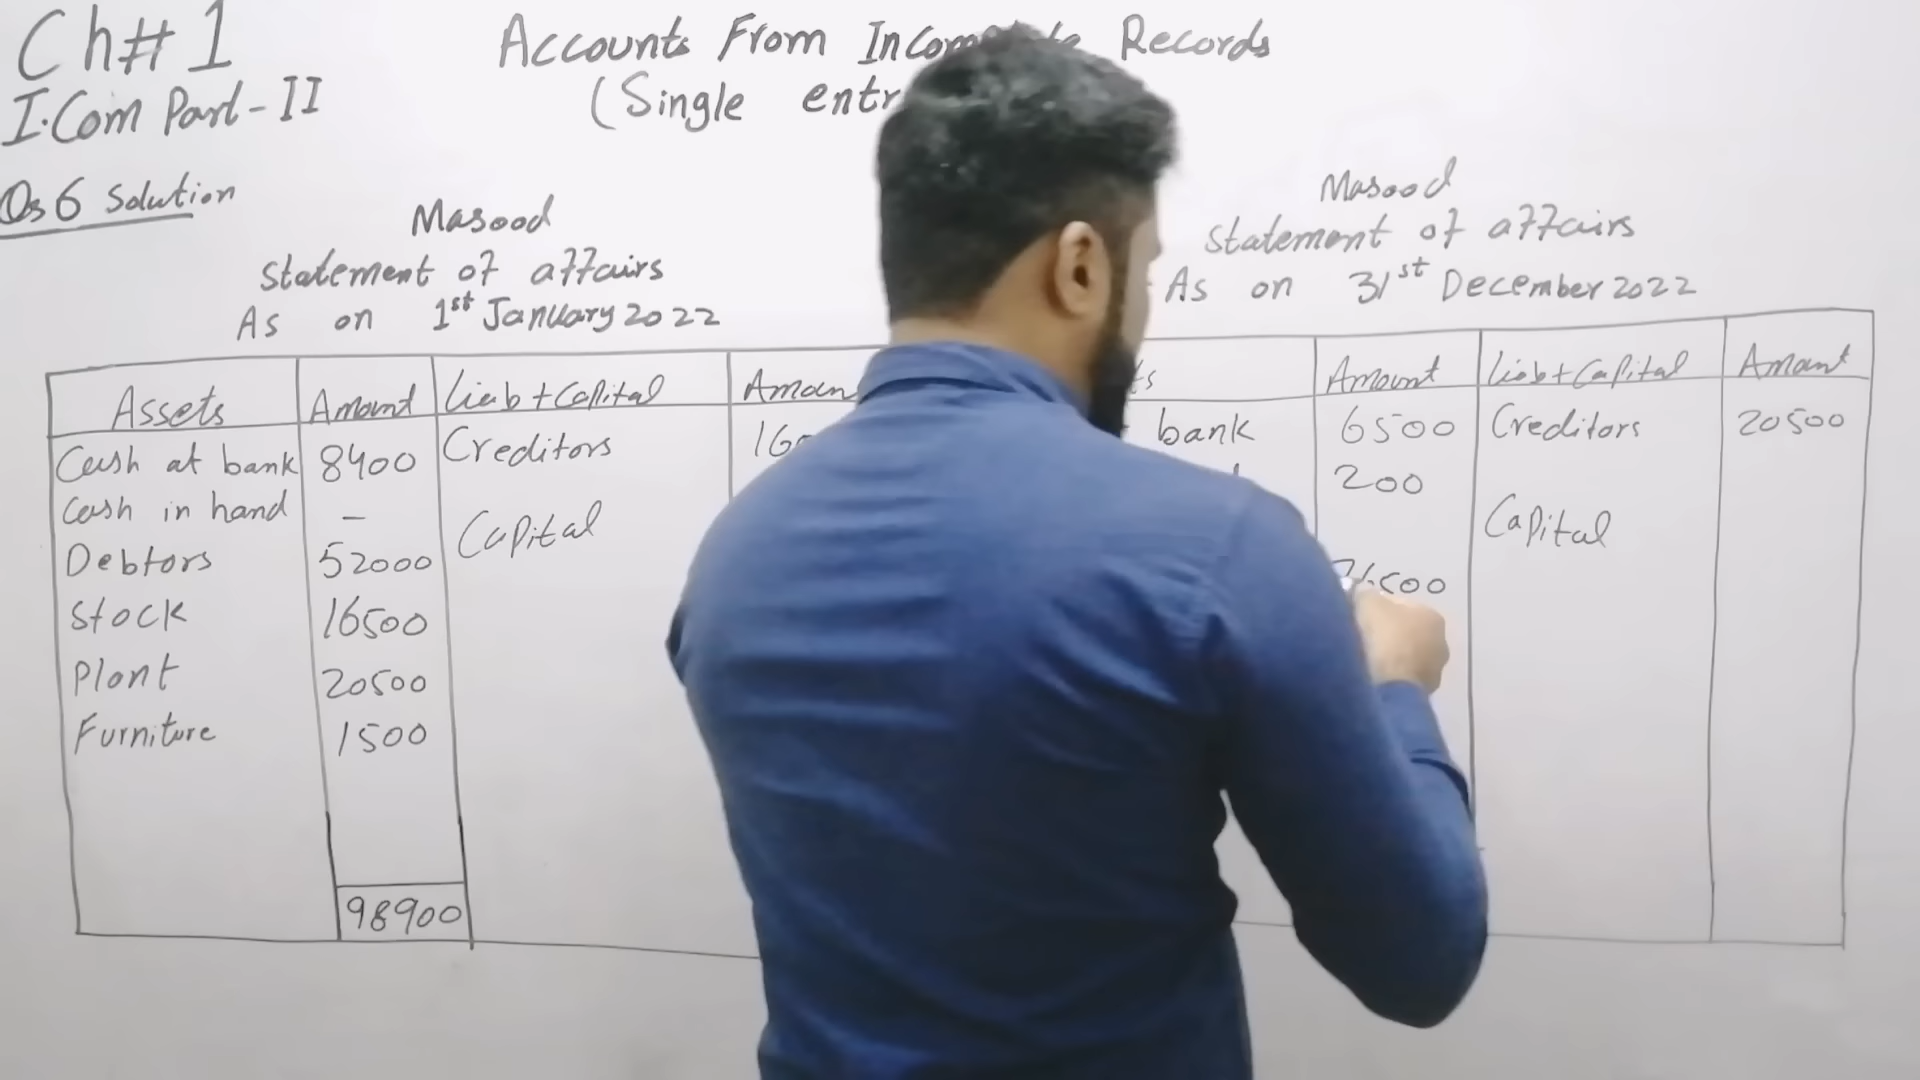 Ch# 1
I.Com Part-II
Accounts From Records
(Single
Qs 6 Solution
Masood
Statement of affairs
As on 1st January 2022
Assets Amount Liab+Capital
Cash at bank 8400 Creditors
Cash in hand - Capital
Debtors 52000
Stock 16500
Plant 20500
Furniture 1500
98900
Masood
Statement of affairs
As on 31st December 2022
Amount Liab+Capital Amount
bank 6500 Creditors 20500
200
Capital